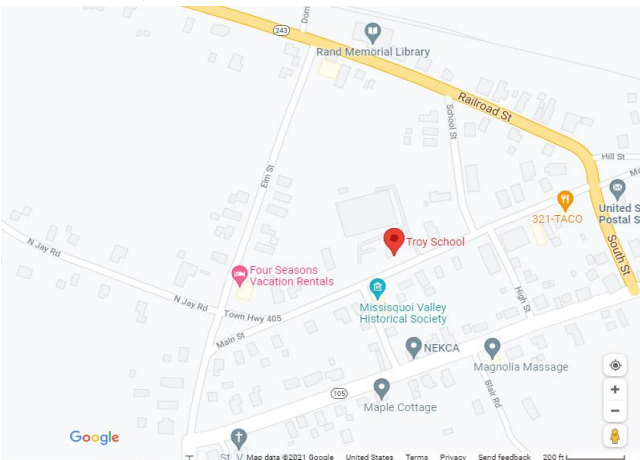 Dom
243
Rand Memorial Library
Railroad St
School St
Hill St
Elm St
321-TACO
United S
Postal S
South St
N Jay Rd
Troy School
Four Seasons
Vacation Rentals
Missisquoi Valley
Historical Society
N Jay Rd
Town Hwy 405
High St
Main St
NEKCA
Magnolia Massage
Blair Rd
105
Maple Cottage
Google
St. V
H
Map data ©2021 Google United States Terms Privacy Send feedback 200 ft